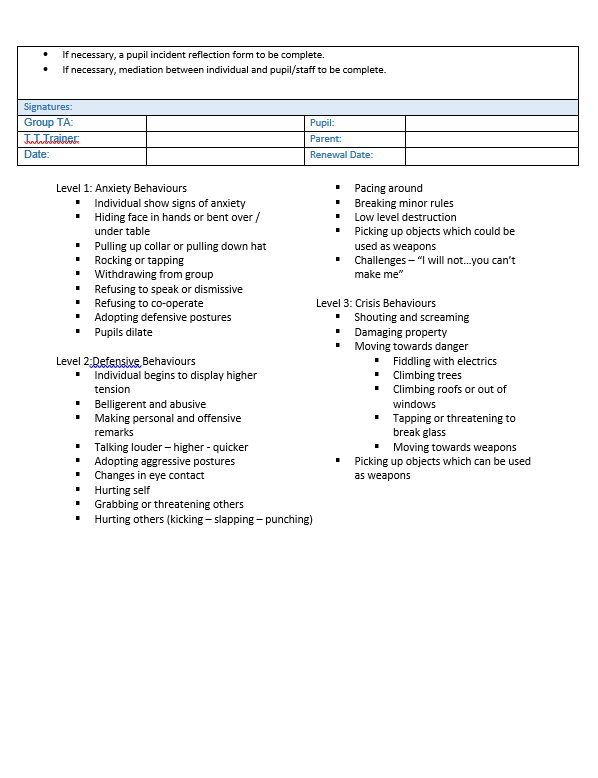 If necessary, a pupil incident reflection form to be complete.
If necessary, mediation between individual and pupil/staff to be complete.
Signatures:
Group TA: Pupil:
T.T.Trainer: Parent:
Date: Renewal Date:
Level 1: Anxiety Behaviours
Individual show signs of anxiety
Hiding face in hands or bent over /
under table
Pulling up collar or pulling down hat
Rocking or tapping
Withdrawing from group
Refusing to speak or dismissive
Refusing to co-operate
Adopting defensive postures
Pupils dilate
Level 2:Defensive Behaviours
Individual begins to display higher
tension
Belligerent and abusive
Making personal and offensive
remarks
Talking louder – higher - quicker
Adopting aggressive postures
Changes in eye contact
Hurting self
Grabbing or threatening others
Hurting others (kicking – slapping – punching)
Pacing around
Breaking minor rules
Low level destruction
Picking up objects which could be
used as weapons
Challenges – “I will not…you can’t
make me”
Level 3: Crisis Behaviours
Shouting and screaming
Damaging property
Moving towards danger
Fiddling with electrics
Climbing trees
Climbing roofs or out of
windows
Tapping or threatening to
break glass
Moving towards weapons
Picking up objects which can be used
as weapons